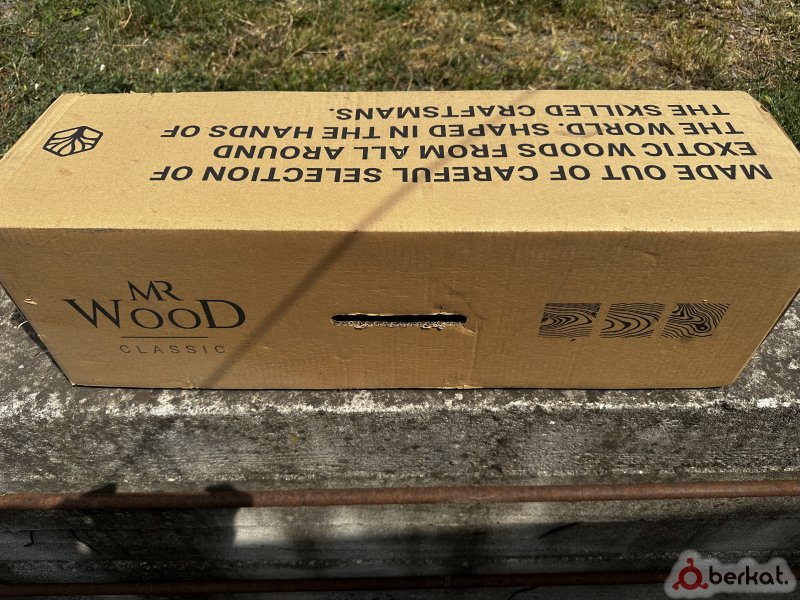 MADE OUT OF CAREFUL SELECTION OF
EXOTIC WOODS FROM ALL AROUND
THE WORLD. SHAPED IN THE HANDS OF
THE SKILLED CRAFTSMANS.
MR
WOOD
CLASSIC
berkat.